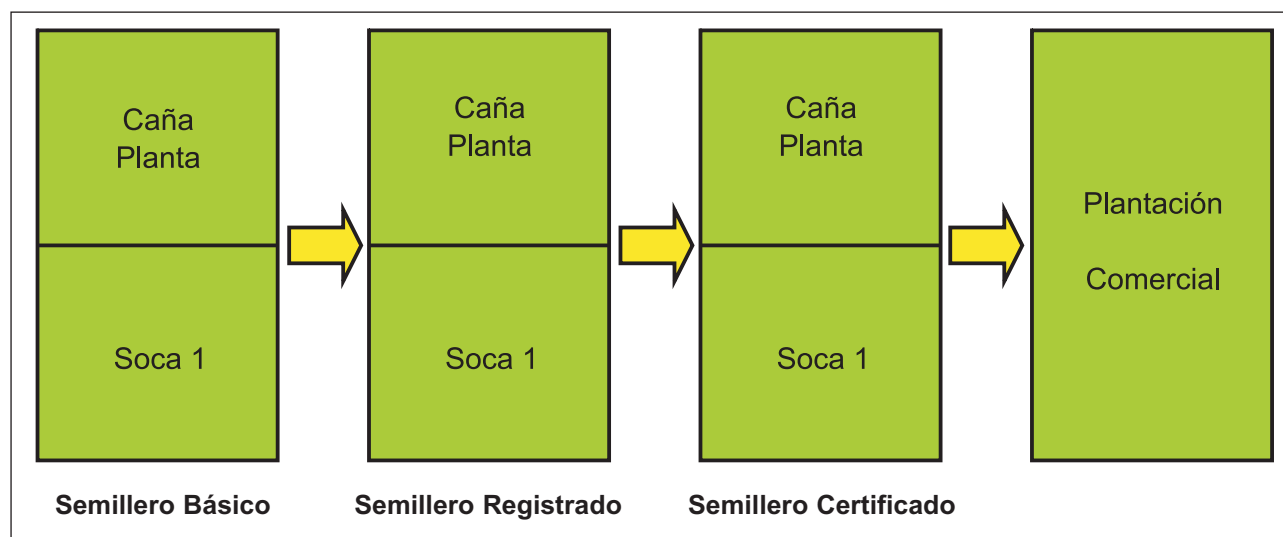 Caña
Planta
Soca 1
Semillero Básico
Caña
Planta
Soca 1
Semillero Registrado
Caña
Planta
Soca 1
Semillero Certificado
Plantación
Comercial